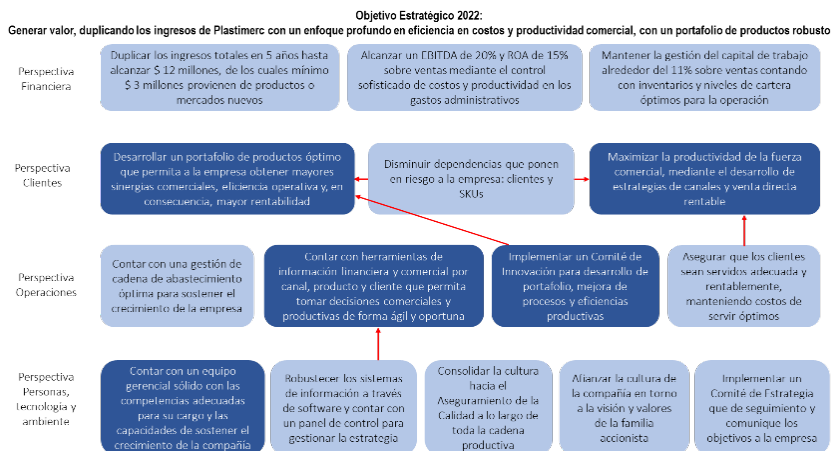 Objetivo Estratégico 2022:
Generar valor, duplicando los ingresos de Plastimerc con un enfoque profundo en eficiencia en costos y productividad comercial, con un portafolio de productos robusto
Perspectiva
Financiera
Duplicar los ingresos totales en 5 años hasta
alcanzar $ 12 millones, de los cuales mínimo
$ 3 millones provienen de productos o
mercados nuevos
Alcanzar un EBITDA de 20% y ROA de 15%
sobre ventas mediante el control
sofisticado de costos y productividad en los
gastos administrativos
Mantener la gestión del capital de trabajo
alrededor del 11% sobre ventas contando
con inventarios y niveles de cartera
óptimos para la operación
Perspectiva
Clientes
Desarrollar un portafolio de productos óptimo
que permita a la empresa obtener mayores
sinergias comerciales, eficiencia operativa y, en
consecuencia, mayor rentabilidad
Disminuir dependencias que ponen
en riesgo a la empresa: clientes y
SKUs
Maximizar la productividad de la fuerza
comercial, mediante el desarrollo de
estrategias de canales y venta directa
rentable
Perspectiva
Operaciones
Contar con una gestión de
cadena de abastecimiento
óptima para sostener el
crecimiento de la empresa
Contar con herramientas de
información financiera y comercial por
canal, producto y cliente que permita
tomar decisiones comerciales y
productivas de forma ágil y oportuna
Implementar un Comité de
Innovación para desarrollo de
portafolio, mejora de
procesos y eficiencias
productivas
Asegurar que los clientes
sean servidos adecuada y
rentablemente,
manteniendo costos de
servir óptimos
Perspectiva
Personas,
tecnología y
ambiente
Contar con un equipo
gerencial sólido con las
competencias adecuadas
para su cargo y las
capacidades de sostener el
crecimiento de la compañía
Robustecer los sistemas
de información a través
de software y contar con
un panel de control para
gestionar la estrategia
Consolidar la cultura
hacia el
Aseguramiento de la
Calidad a lo largo de
toda la cadena
productiva
Afianzar la cultura de
la compañía en torno
a la visión y valores
de la familia
accionista
Implementar un
Comité de Estrategia
que de seguimiento y
comunique los
objetivos a la empresa